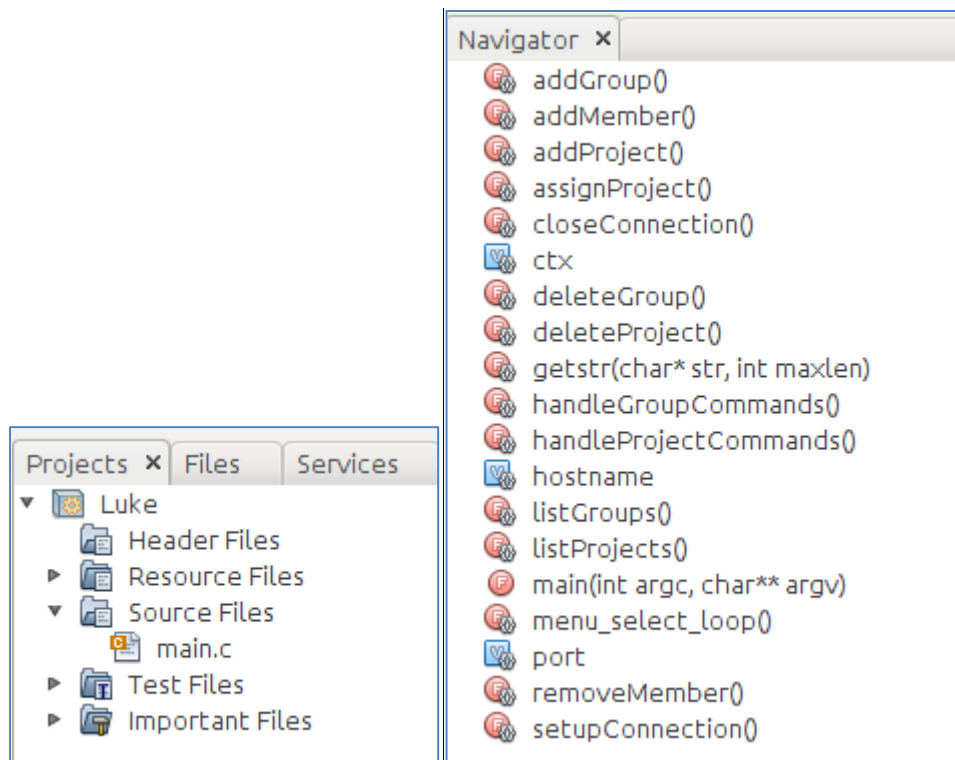 Projects × Files Services
Luke
Header Files
Resource Files
Source Files
main.c
Test Files
Important Files
Navigator ×
addGroup()
addMember()
addProject()
assignProject()
closeConnection()
ctx
deleteGroup()
deleteProject()
getstr(char* str, int maxlen)
handleGroupCommands()
handleProjectCommands()
hostname
listGroups()
listProjects()
main(int argc, char** argv)
menu_select_loop()
port
removeMember()
setupConnection()